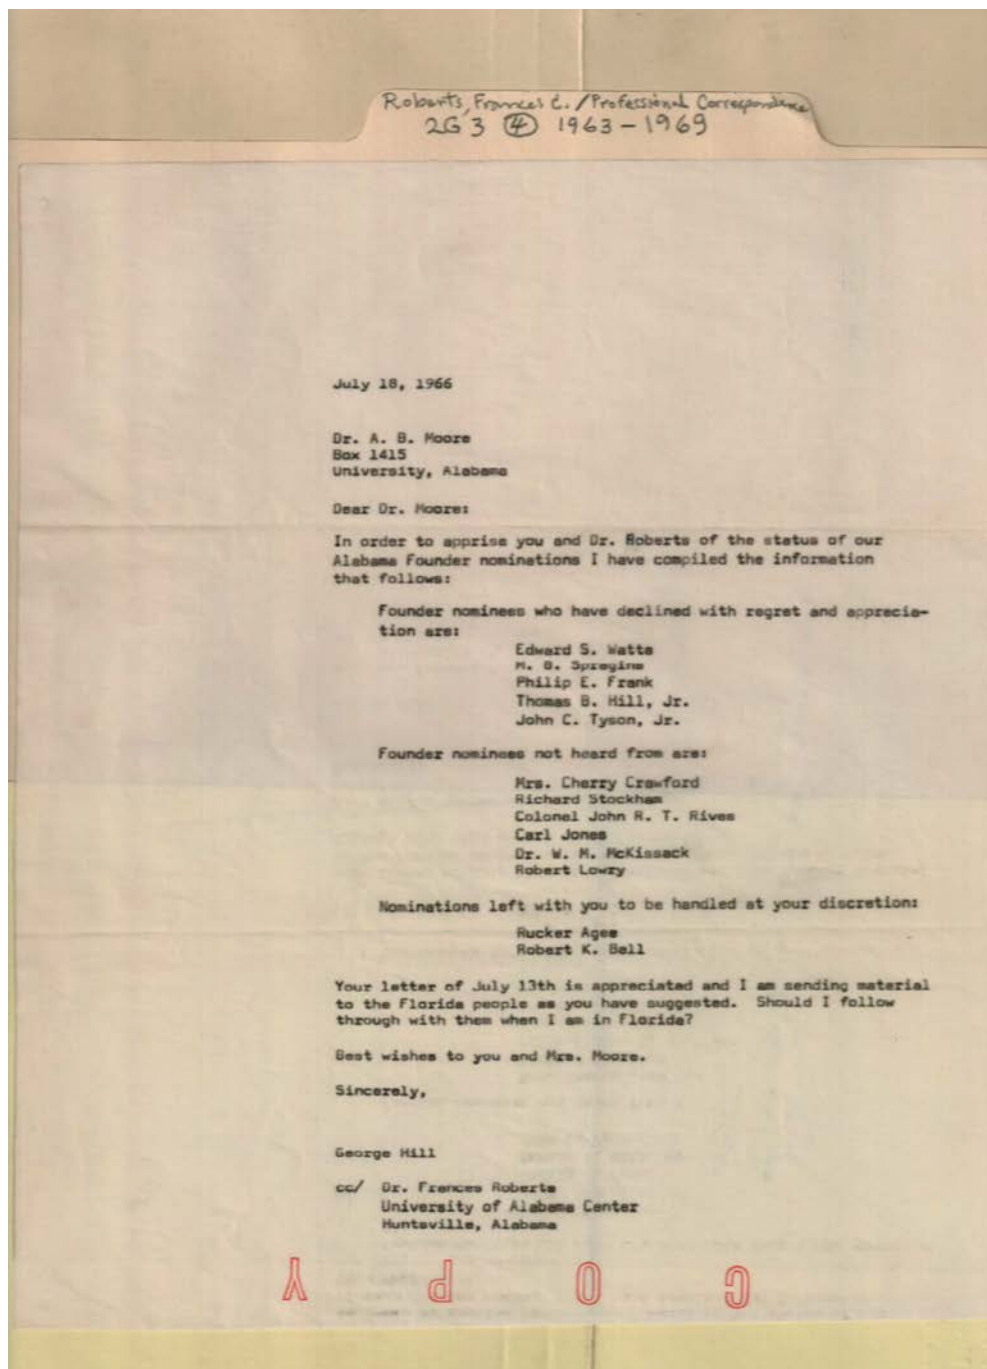 Roberts, Frances C. / Professional Correspondence
2G 3 (4) 1963-1969
July 18, 1966
Dr. A. B. Moore
Box 1415
University, Alabama
Dear Dr. Moore:
In order to apprise you and Dr. Roberts of the status of our
Alabama Founder nominations I have compiled the information
that follows:
Founder nominees who have declined with regret and apprecia-
tion are:
Edward S. Watts
M. B. Spragins
Philip E. Frank
Thomas B. Hill, Jr.
John C. Tyson, Jr.
Founder nominees not heard from are:
Mrs. Cherry Crawford
Richard Stockham
Colonel John R. T. Rives
Carl Jones
Dr. W. M. McKissack
Robert Lowry
Nominations left with you to be handled at your discretion:
Rucker Agee
Robert K. Bell
Your letter of July 13th is appreciated and I am sending material
to the Florida people as you have suggested. Should I follow
through with them when I am in Florida?
Best wishes to you and Mrs. Moore.
Sincerely,
George Hill
cc/ Dr. Frances Roberts
University of Alabama Center
Huntsville, Alabama
COPY